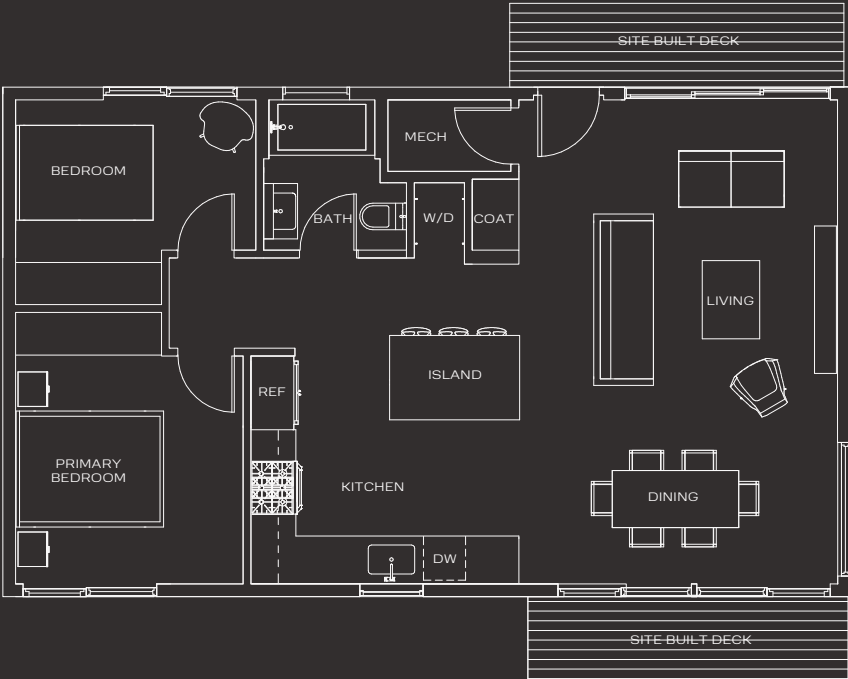 SITE BUILT DECK
MECH
BEDROOM
BATH
W/D
COAT
LIVING
ISLAND
REF
PRIMARY
BEDROOM
KITCHEN
DINING
DW
SITE BUILT DECK